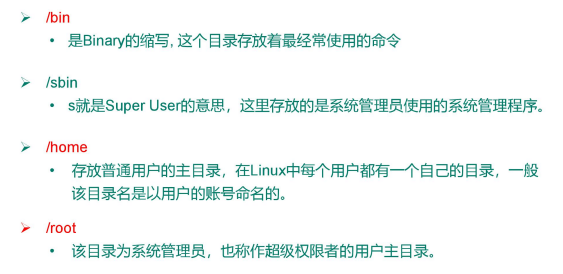 /bin
是Binary的缩写, 这个目录存放着最经常使用的命令
/sbin
s就是Super User的意思，这里存放的是系统管理员使用的系统管理程序。
/home
存放普通用户的主目录，在Linux中每个用户都有一个自己的目录，一般
该目录名是以用户的账号命名的。
/root
该目录为系统管理员，也称作超级权限者的用户主目录。